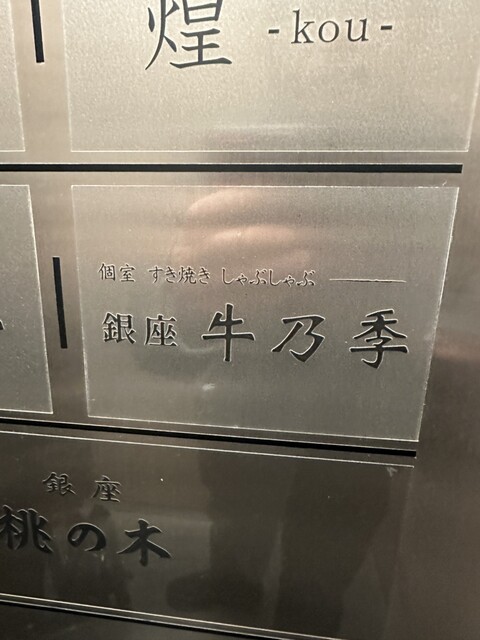 煌 -kou-
個室 すき焼き しゃぶしゃぶ
銀座 牛乃季
銀座
桃の木